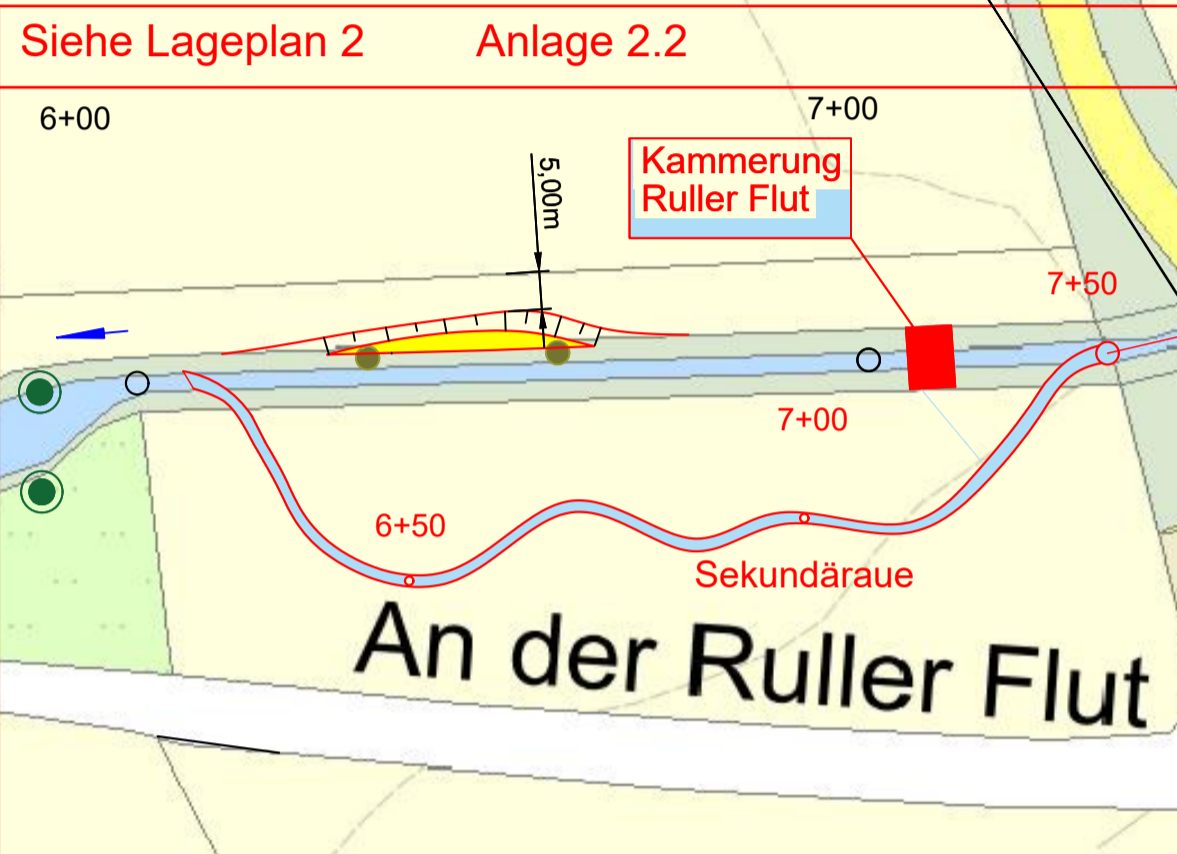 Siehe Lageplan 2 Anlage 2.2
6+00
7+00
5,00m
Kammerung
Ruller Flut
7+50
7+00
6+50
Sekundäraue
An der Ruller Flut